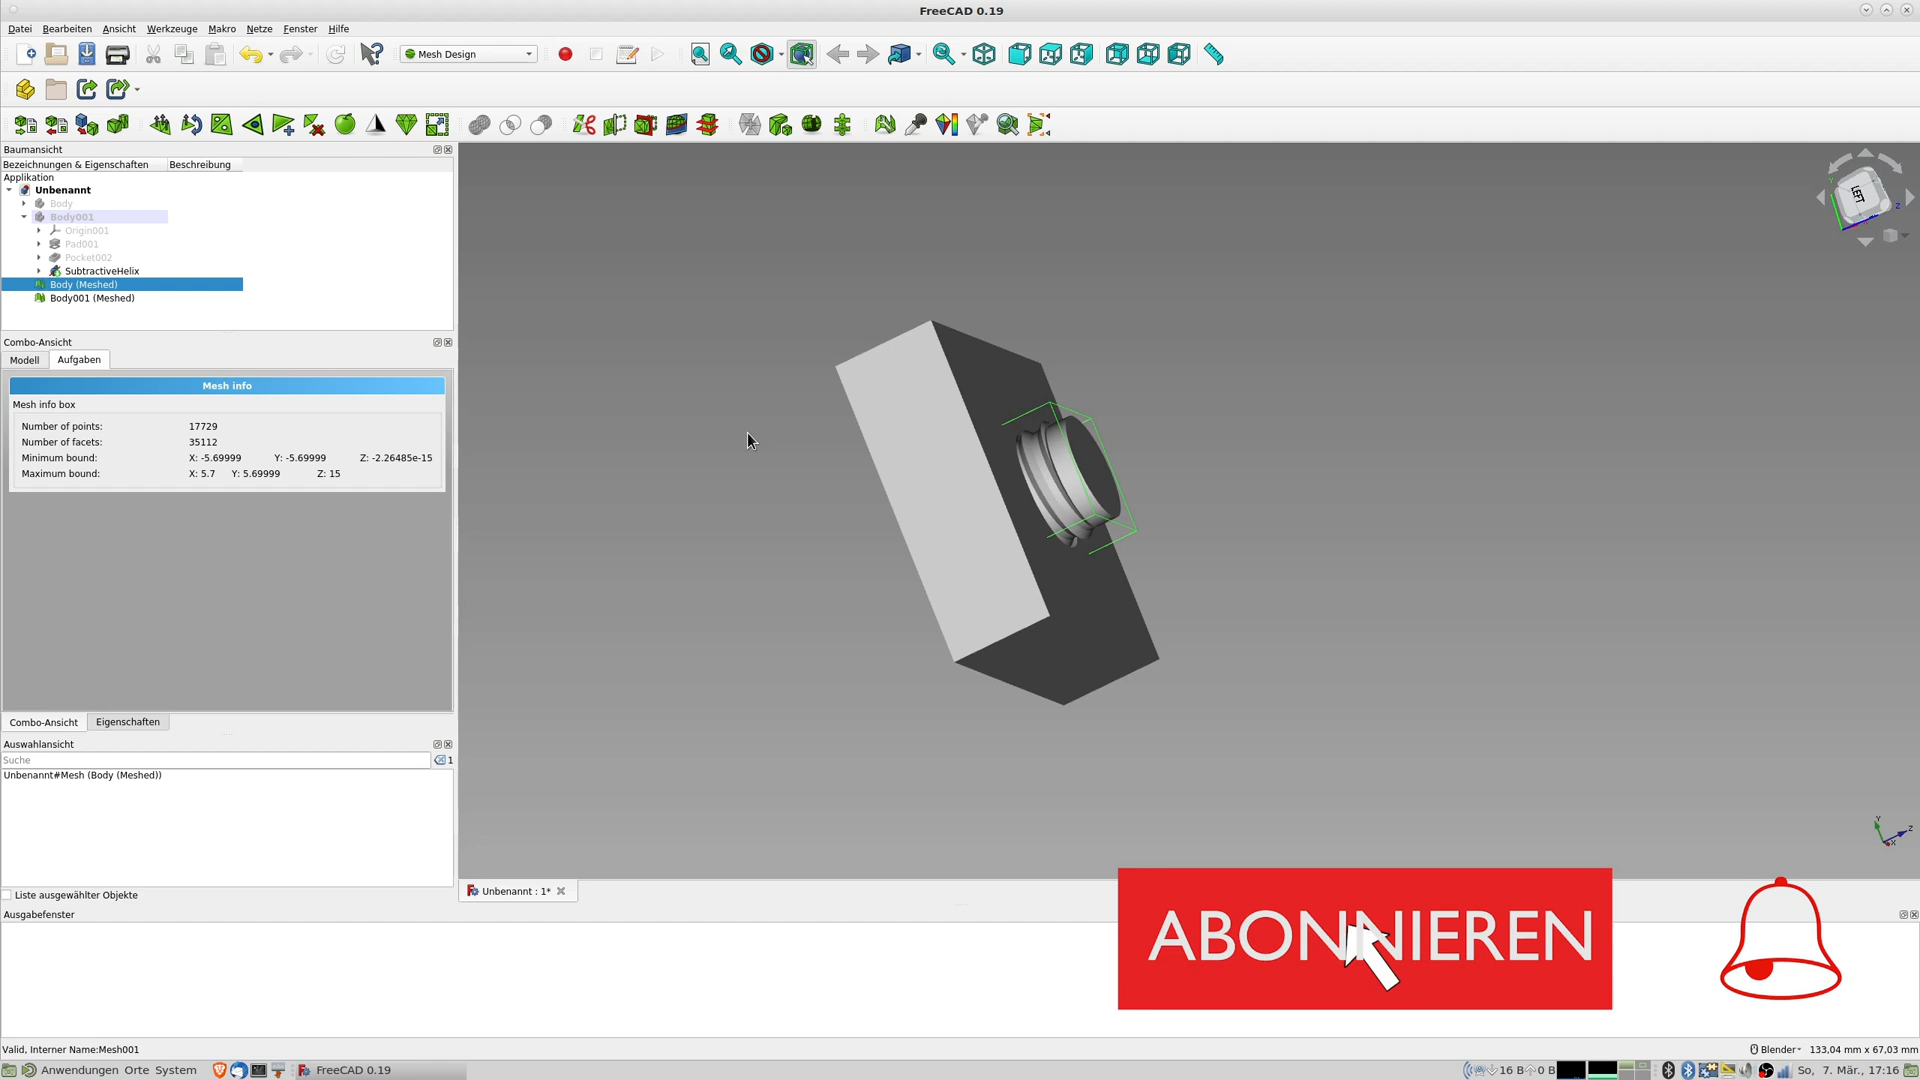 FreeCAD 0.19
Datei Bearbeiten Ansicht Werkzeuge Makro Netze Fenster Hilfe
Mesh Design
Baumansicht
Bezeichnungen & Eigenschaften Beschreibung
Applikation
Unbenannt
Body
Body001
Origin001
Pad001
Pocket002
SubtractiveHelix
Body (Meshed)
Body001 (Meshed)
Combo-Ansicht
Modell Aufgaben
Mesh info
Mesh info box
Number of points: 17729
Number of facets: 35112
Minimum bound: X: -5.69999 Y: -5.69999 Z: -2.26485e-15
Maximum bound: X: 5.7 Y: 5.69999 Z: 15
Combo-Ansicht Eigenschaften
Auswahlansicht
Suche 1
Unbenannt#Mesh (Body (Meshed))
Liste ausgewählter Objekte
Ausgabefenster
LEFT
Y
Z
Y
Z
X
Unbenannt : 1*
ABONNIEREN
Valid, Interner Name:Mesh001
Blender 133,04 mm x 67,03 mm
Anwendungen Orte System FreeCAD 0.19
16 B 0 B So, 7. Mär., 17:16